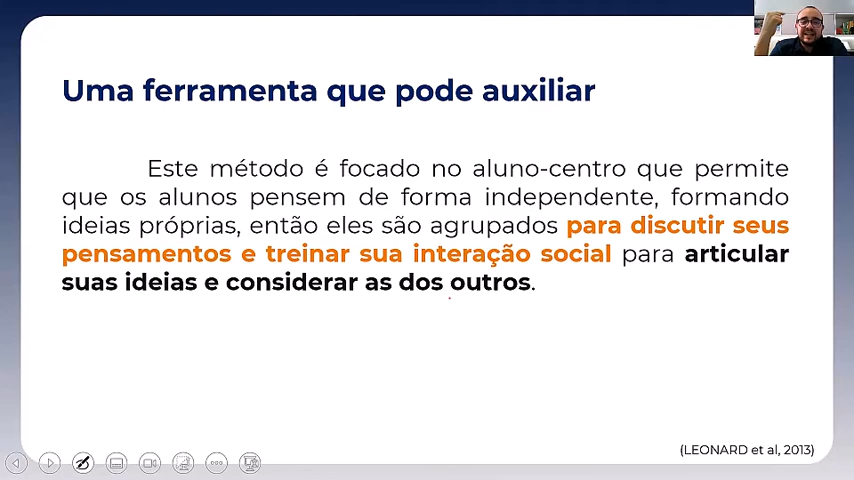 Uma ferramenta que pode auxiliar
Este método é focado no aluno-centro que permite
que os alunos pensem de forma independente, formando
ideias próprias, então eles são agrupados para discutir seus
pensamentos e treinar sua interação social para articular
suas ideias e considerar as dos outros.
(LEONARD et al, 2013)